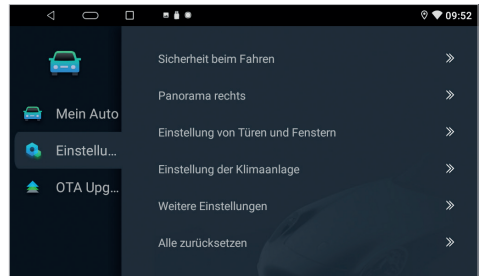 09:52
Mein Auto
Einstellu...
OTA Upg...
Sicherheit beim Fahren
Panorama rechts
Einstellung von Türen und Fenstern
Einstellung der Klimaanlage
Weitere Einstellungen
Alle zurücksetzen